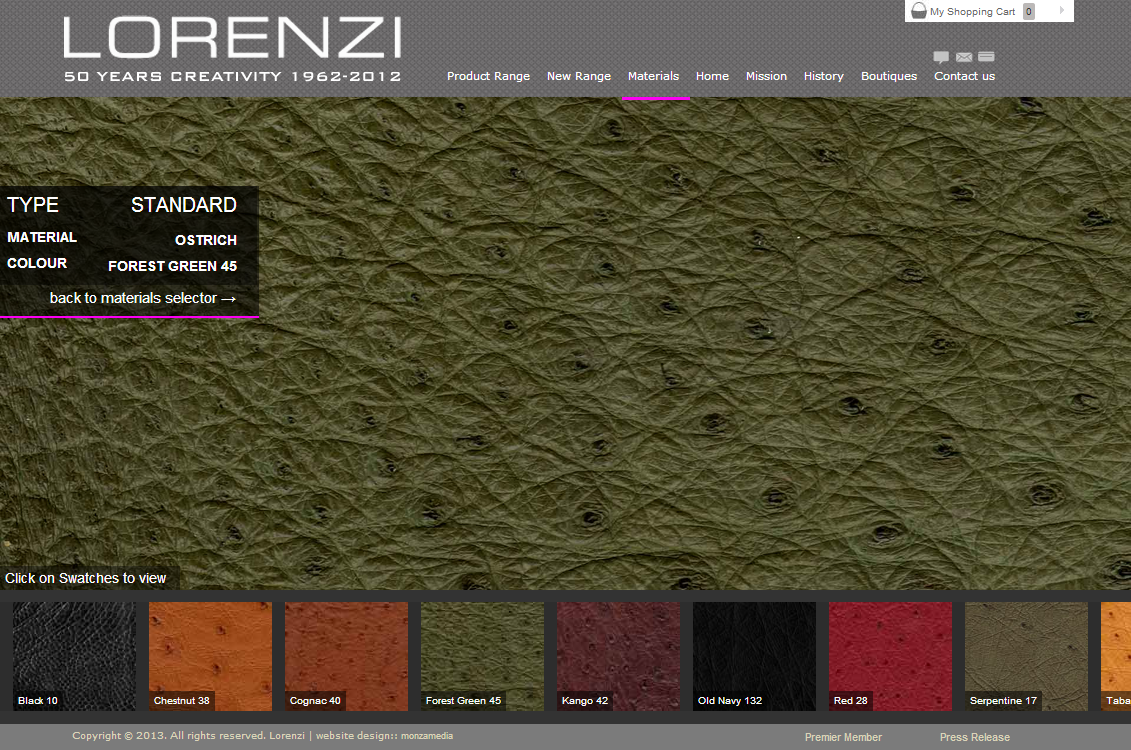 LORENZI
50 YEARS CREATIVITY 1962-2012
My Shopping Cart 0
Product Range New Range Materials Home Mission History Boutiques Contact us
TYPE STANDARD
MATERIAL OSTRICH
COLOUR FOREST GREEN 45
back to materials selector →
Click on Swatches to view
Black 10 Chestnut 38 Cognac 40 Forest Green 45 Kango 42 Old Navy 132 Red 28 Serpentine 17 Taba
Copyright © 2013. All rights reserved. Lorenzi | website design:: monzamedia Premier Member Press Release